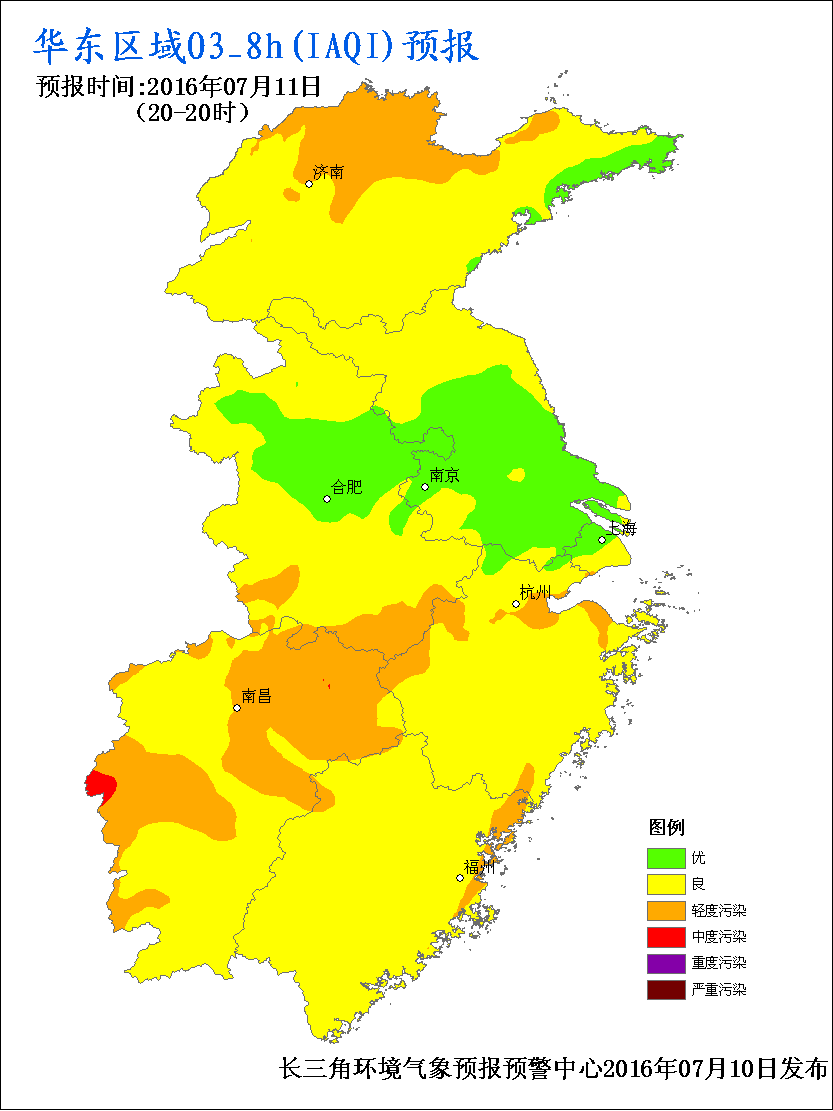 华东区域O3_8h(IAQI)预报
预报时间:2016年07月11日
(20-20时)
济南
南京
合肥
上海
杭州
南昌
福州
图例
优
良
轻度污染
中度污染
重度污染
严重污染
长三角环境气象预报预警中心2016年07月10日发布